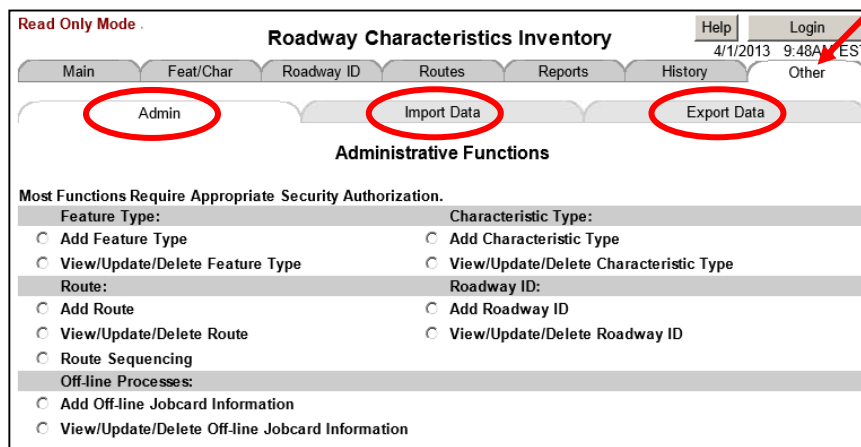 Read Only Mode .
Roadway Characteristics Inventory
Help Login
4/1/2013 9:48AM EST
Main Feat/Char Roadway ID Routes Reports History Other
Admin Import Data Export Data
Administrative Functions
Most Functions Require Appropriate Security Authorization.
Feature Type: Characteristic Type:
Add Feature Type Add Characteristic Type
View/Update/Delete Feature Type View/Update/Delete Characteristic Type
Route: Roadway ID:
Add Route Add Roadway ID
View/Update/Delete Route View/Update/Delete Roadway ID
Route Sequencing
Off-line Processes:
Add Off-line Jobcard Information
View/Update/Delete Off-line Jobcard Information